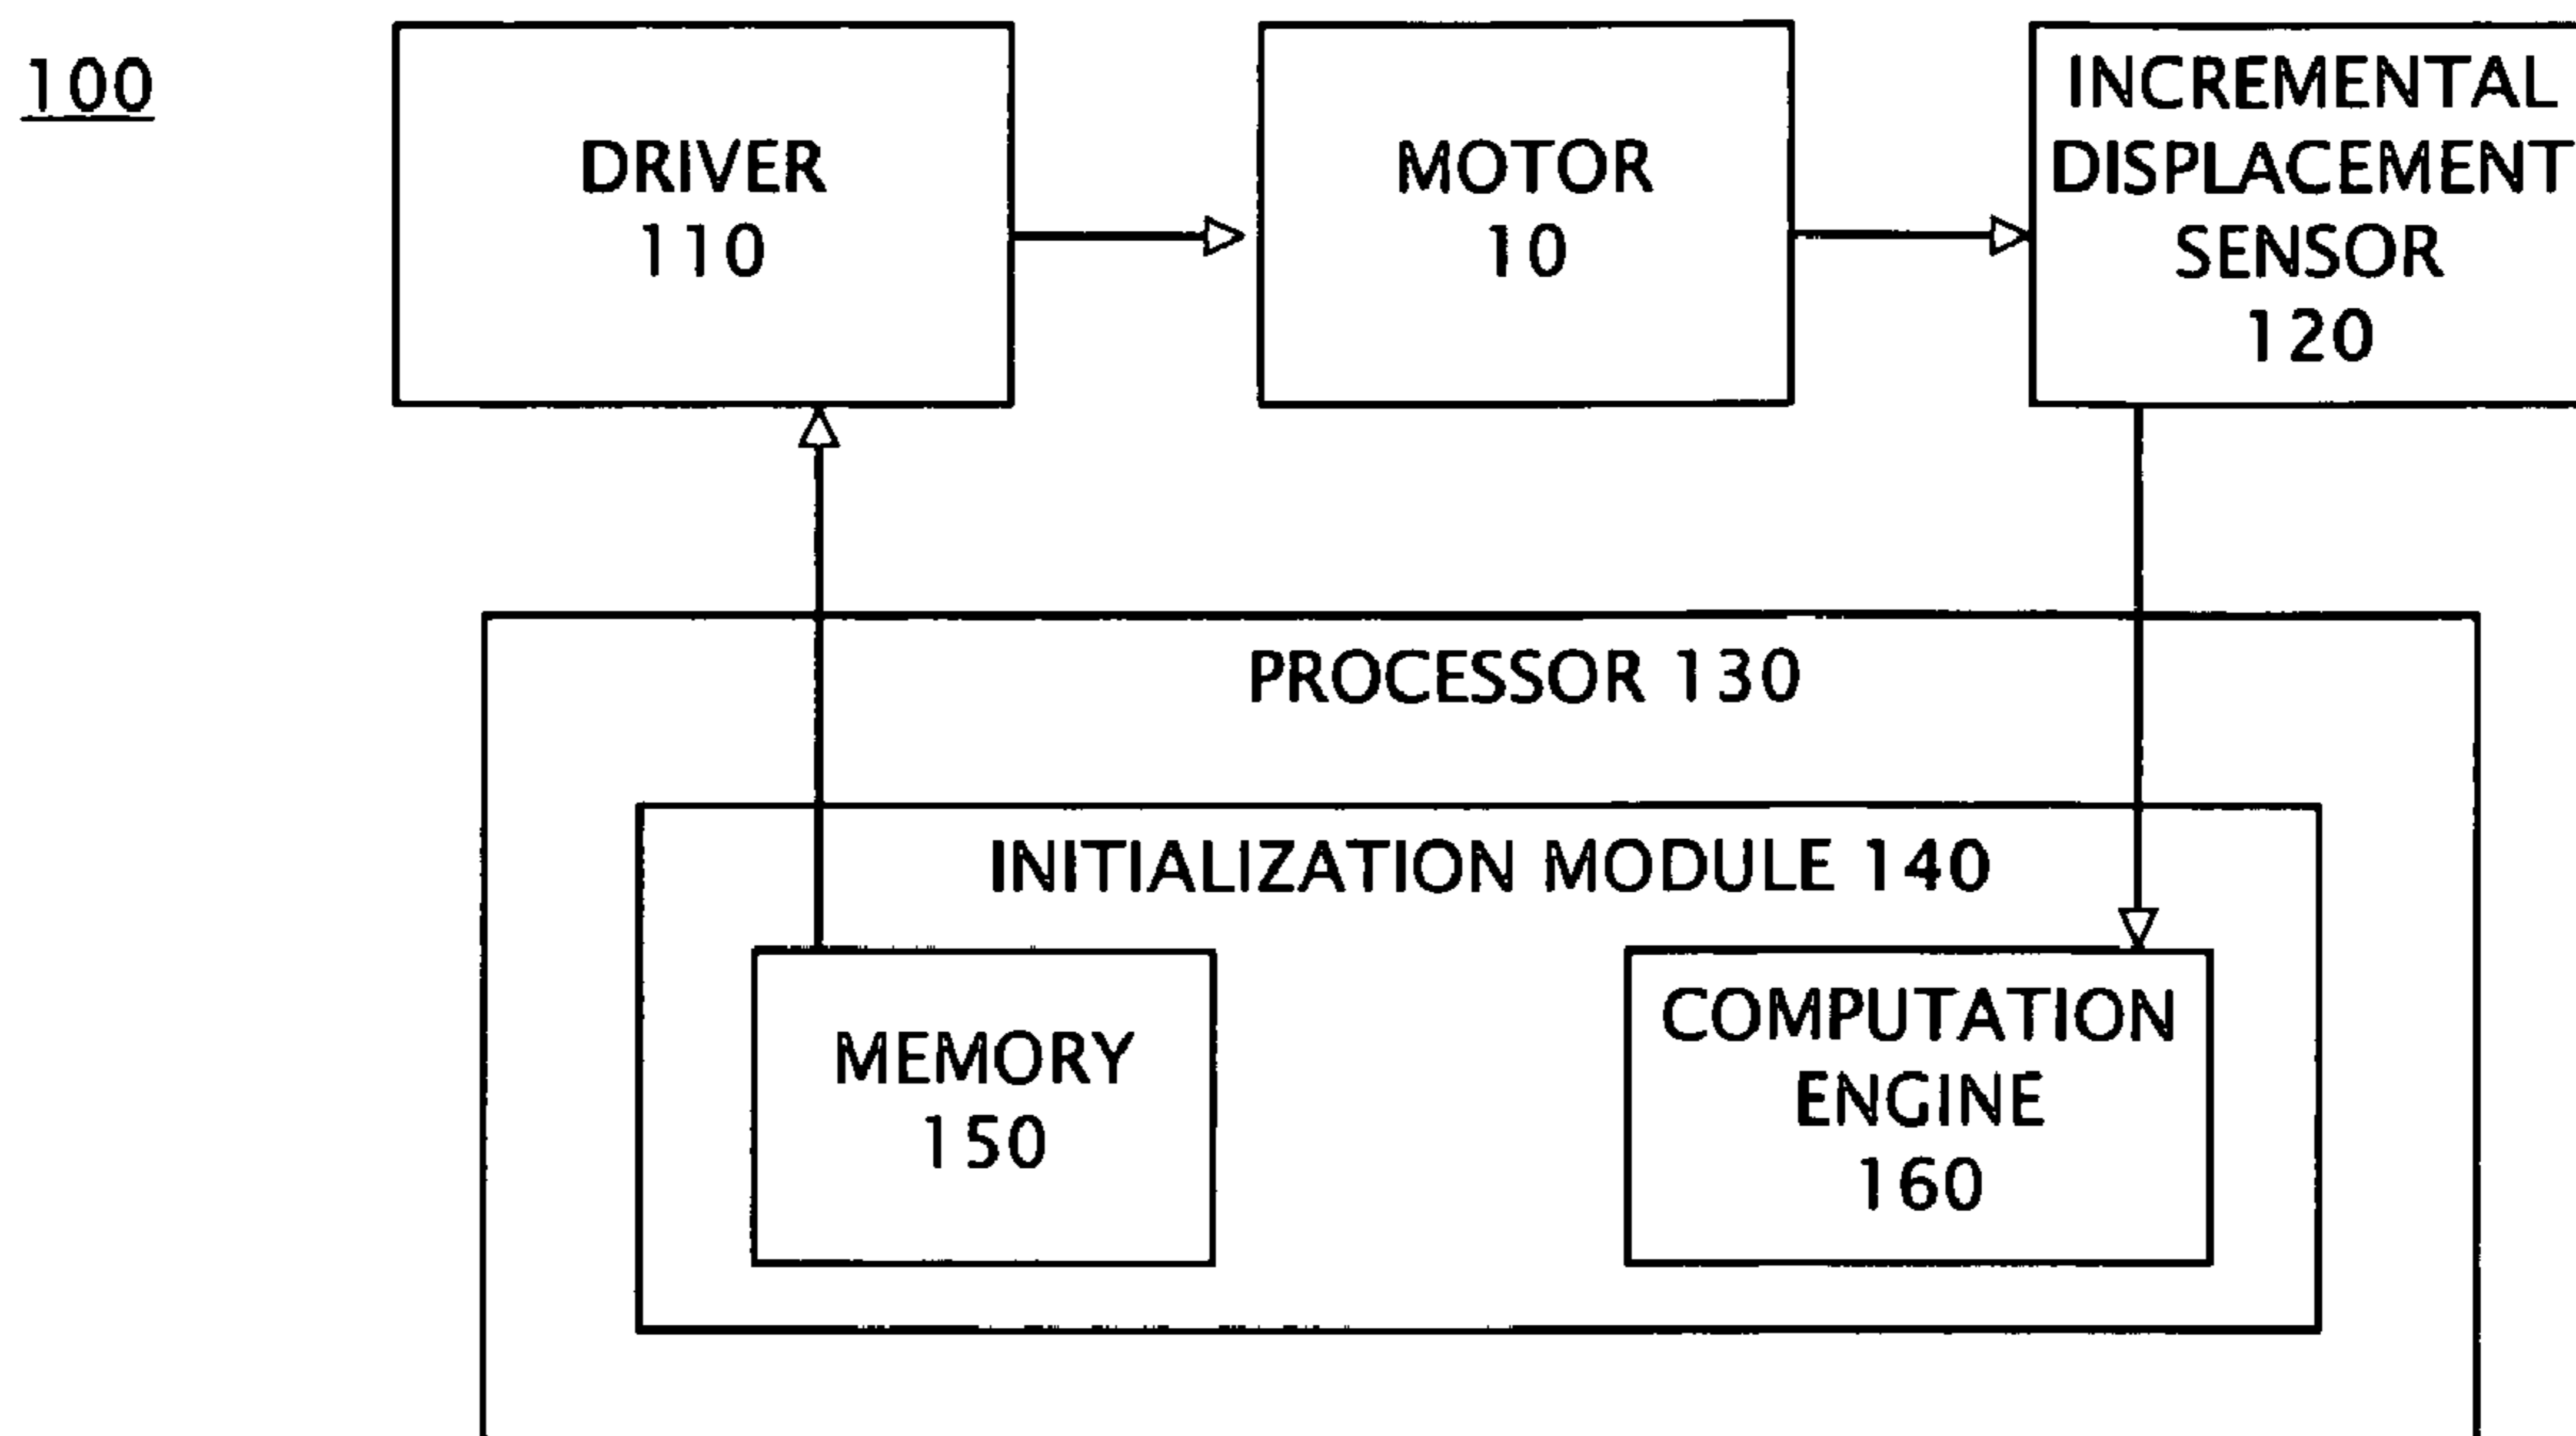 100
DRIVER
110
MOTOR
10
INCREMENTAL
DISPLACEMENT
SENSOR
120
PROCESSOR 130
INITIALIZATION MODULE 140
MEMORY
150
COMPUTATION
ENGINE
160